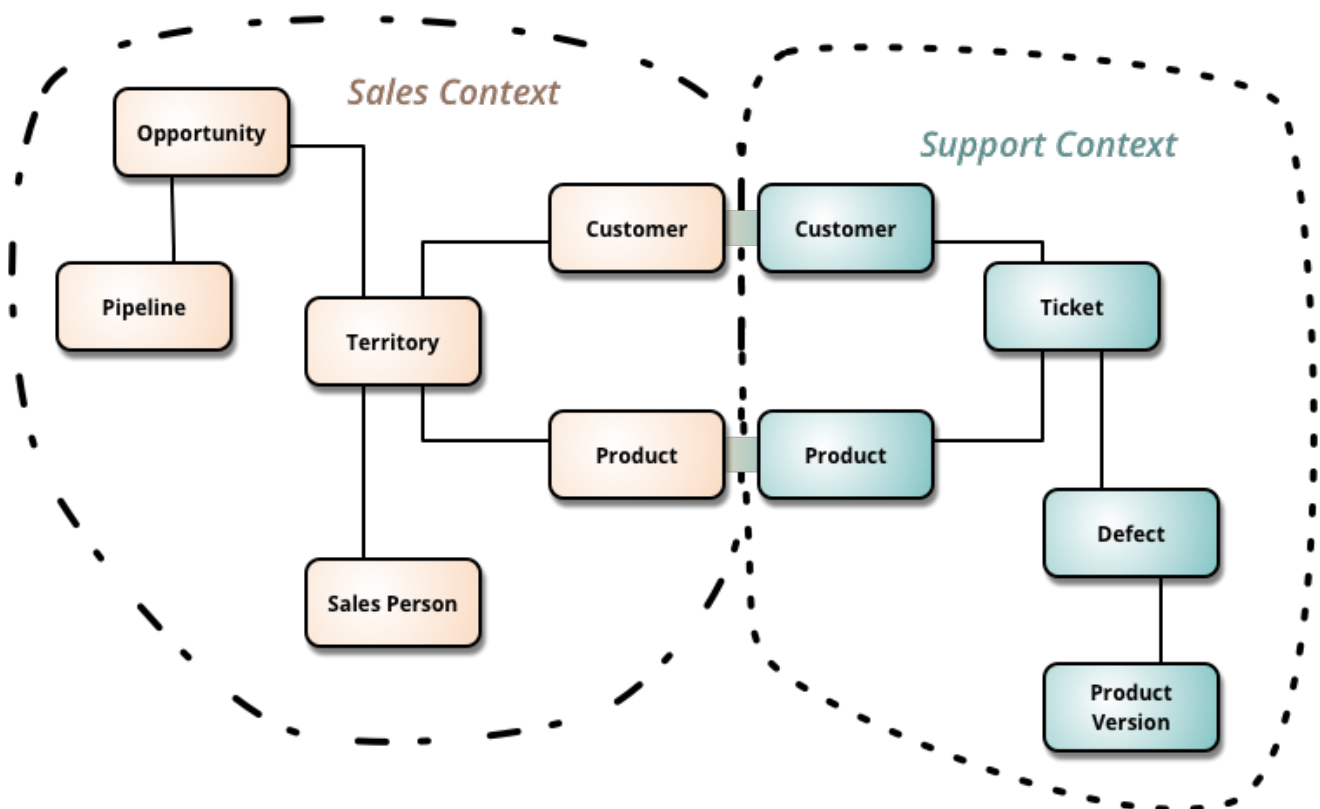 Sales Context
Support Context
Opportunity
Customer
Customer
Pipeline
Ticket
Territory
Product
Product
Defect
Sales Person
Product
Version